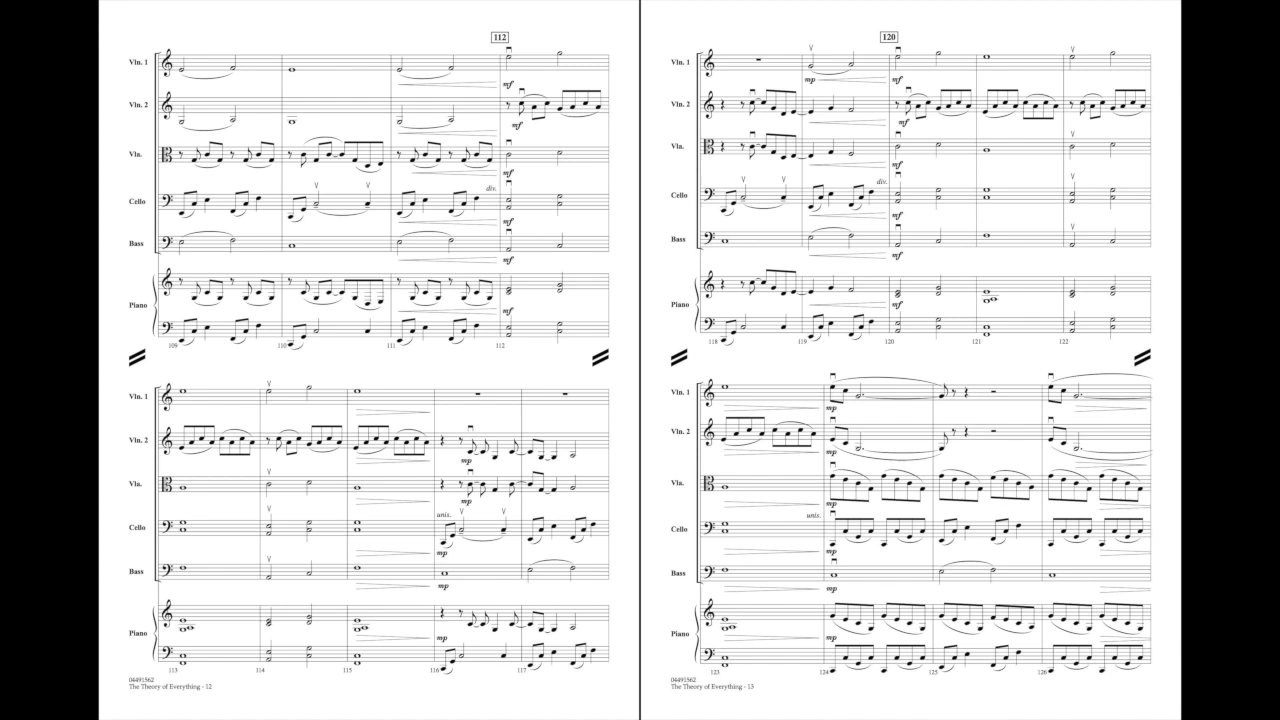 112
Vln. 1
mf
Vln. 2
mf
Vla.
mf
div.
Cello
mf
Bass
mf
Piano
mf
109 110 111 112
Vln. 1
Vln. 2
mp
Vla.
mp
unis.
Cello
mp
Bass
mp
Piano
mp
113 114 115 116 117
04491562
The Theory of Everything - 12
120
Vln. 1
mp mf
Vln. 2
mf
Vla.
mf
div.
Cello
mf
Bass
mf
Piano
mf
118 119 120 121 122
Vln. 1
mp
Vln. 2
mp
Vla.
mp
unis.
Cello
mp
Bass
mp
Piano
mp
123 124 125 126
04491562
The Theory of Everything - 13